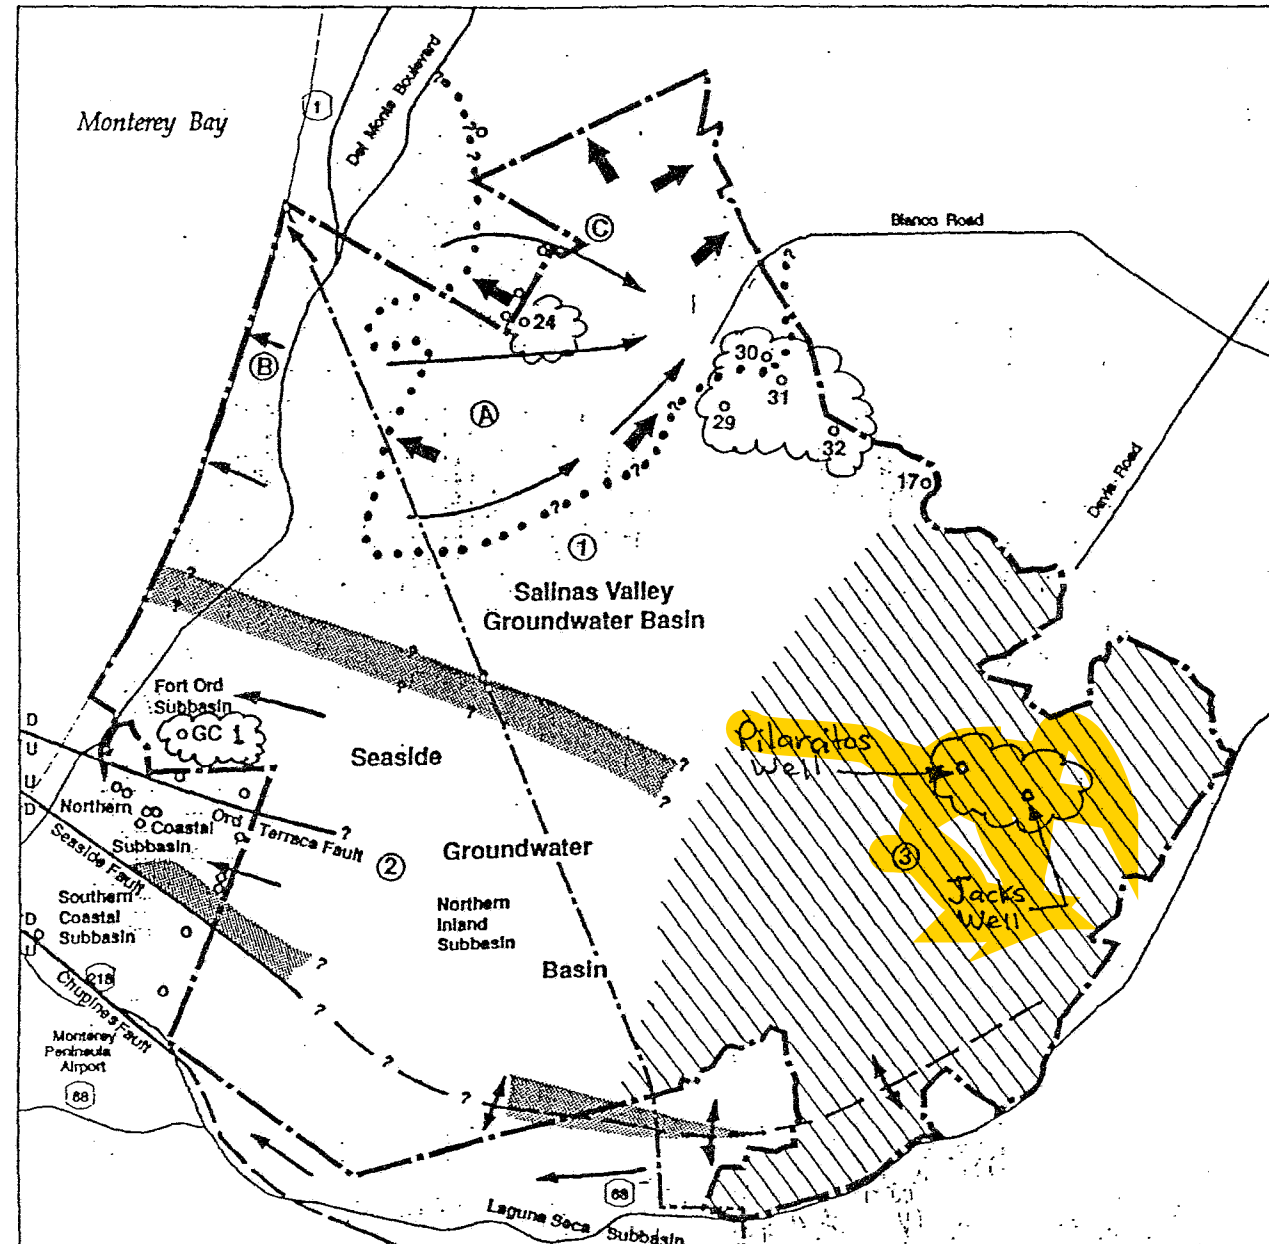 Monterey Bay
1
Del Monte Boulevard
?
?
?
?
Blanco Road
C
?
24
B
30
31
29
A
?
32
?
17
Davis Road
?
?
1
Salinas Valley
Groundwater Basin
?
?
?
?
?
Fort Ord
Subbasin
GC 1
D
U
Seaside
?
?
Pilarcitos
Well
U
D
Northern
Coastal
Subbasin
Ord Terrace Fault
?
Seaside Fault
2
Groundwater
3
Jacks
Well
Southern
Coastal
Subbasin
Northern
Inland
Subbasin
D
U
?
Basin
218
Chupines Fault
?
Monterey
Peninsula
Airport
?
68
?
68
Laguna Seca Subbasin